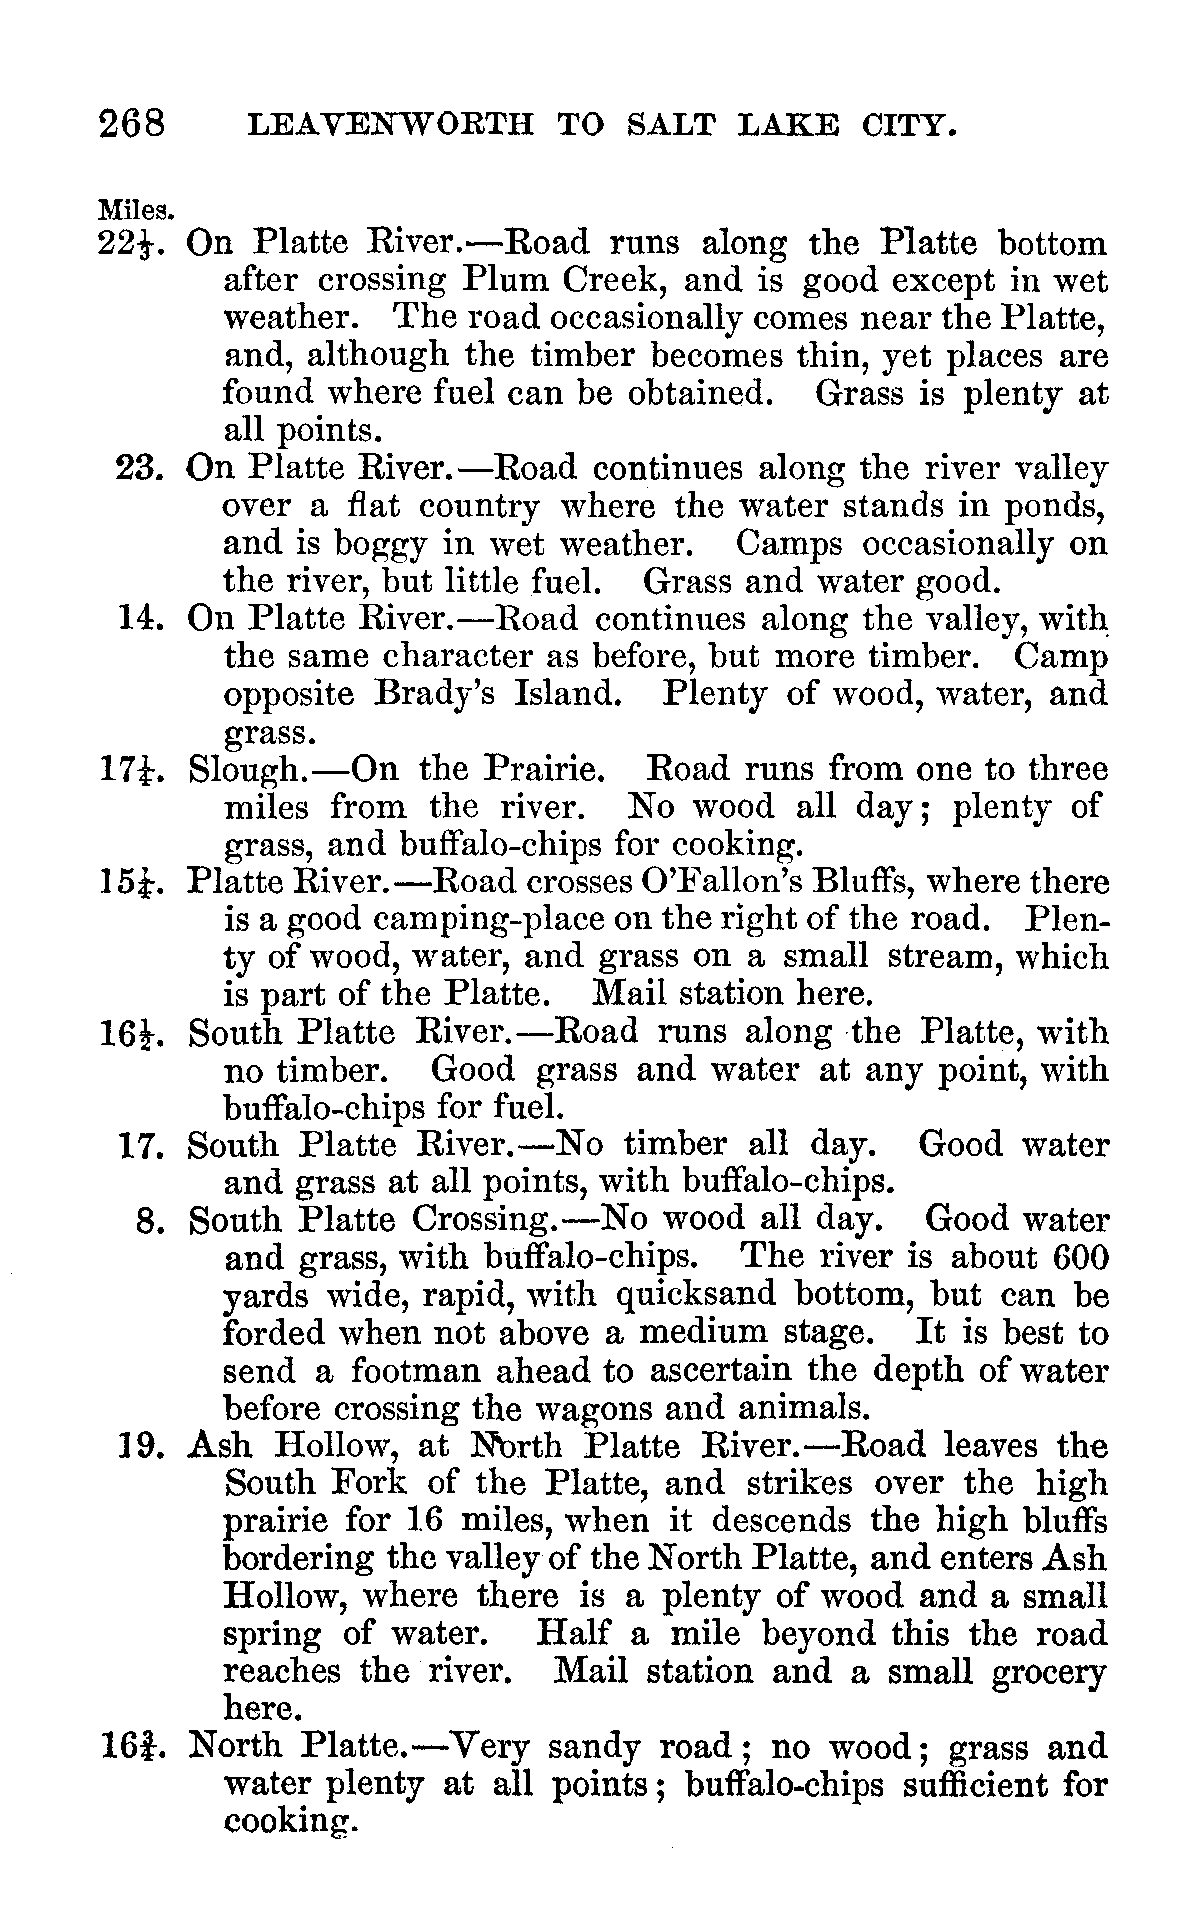 268 LEAVENWORTH TO SALT LAKE CITY.
Miles.
22⅓. On Platte River.—Road runs along the Platte bottom
after crossing Plum Creek, and is good except in wet
weather. The road occasionally comes near the Platte,
and, although the timber becomes thin, yet places are
found where fuel can be obtained. Grass is plenty at
all points.
23. On Platte River.—Road continues along the river valley
over a flat country where the water stands in ponds,
and is boggy in wet weather. Camps occasionally on
the river, but little fuel. Grass and water good.
14. On Platte River.—Road continues along the valley, with
the same character as before, but more timber. Camp
opposite Brady's Island. Plenty of wood, water, and
grass.
17¼. Slough.—On the Prairie. Road runs from one to three
miles from the river. No wood all day; plenty of
grass, and buffalo-chips for cooking.
15¼. Platte River.—Road crosses O'Fallon's Bluffs, where there
is a good camping-place on the right of the road. Plen-
ty of wood, water, and grass on a small stream, which
is part of the Platte. Mail station here.
16½. South Platte River.—Road runs along the Platte, with
no timber. Good grass and water at any point, with
buffalo-chips for fuel.
17. South Platte River.—No timber all day. Good water
and grass at all points, with buffalo-chips.
8. South Platte Crossing.—No wood all day. Good water
and grass, with buffalo-chips. The river is about 600
yards wide, rapid, with quicksand bottom, but can be
forded when not above a medium stage. It is best to
send a footman ahead to ascertain the depth of water
before crossing the wagons and animals.
19. Ash Hollow, at North Platte River.—Road leaves the
South Fork of the Platte, and strikes over the high
prairie for 16 miles, when it descends the high bluffs
bordering the valley of the North Platte, and enters Ash
Hollow, where there is a plenty of wood and a small
spring of water. Half a mile beyond this the road
reaches the river. Mail station and a small grocery
here.
16¾. North Platte.—Very sandy road; no wood; grass and
water plenty at all points; buffalo-chips sufficient for
cooking.